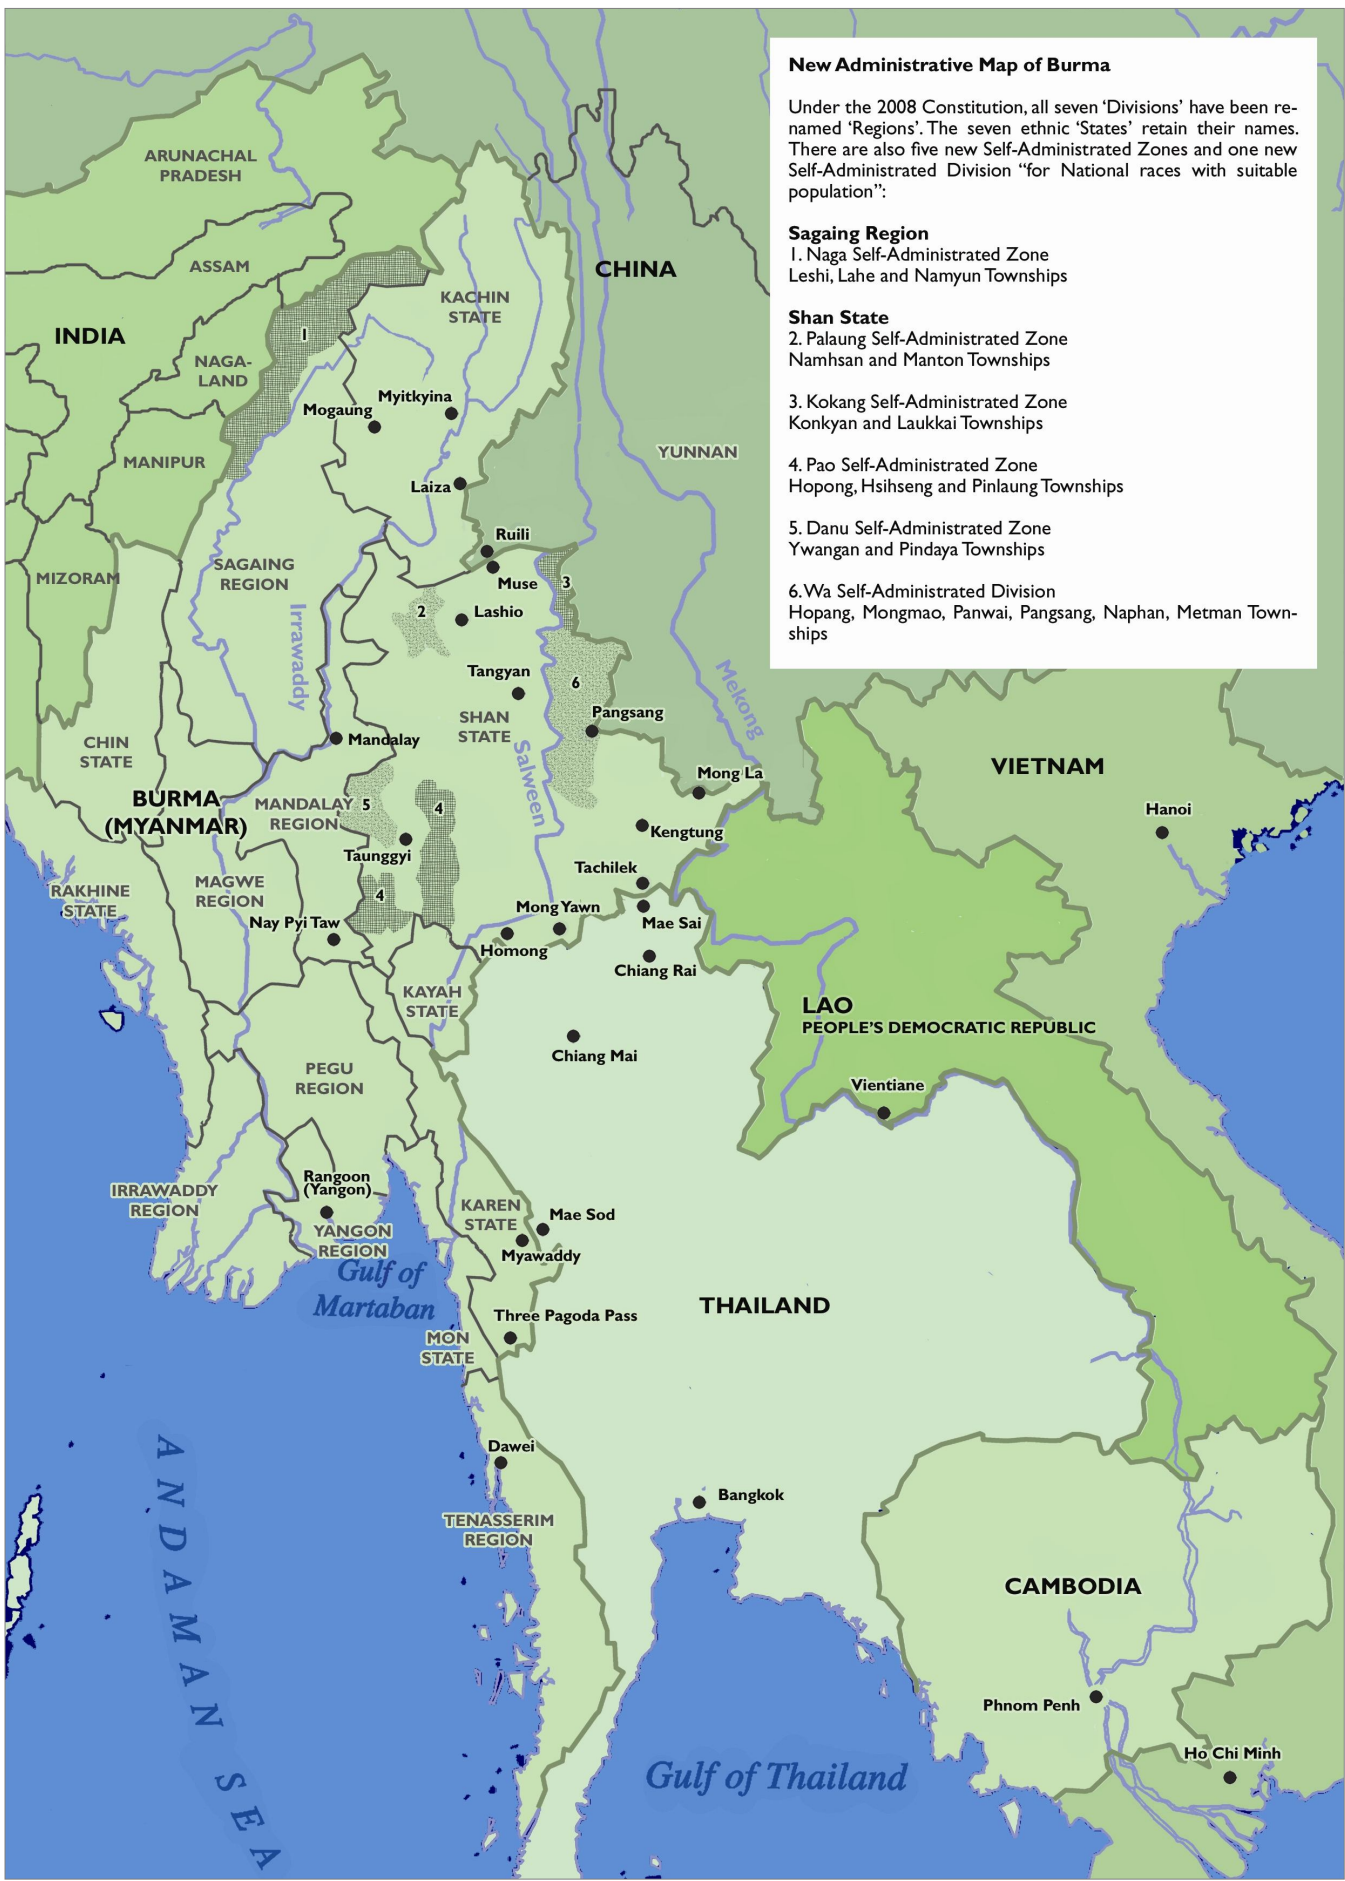 New Administrative Map of Burma
Under the 2008 Constitution, all seven ‘Divisions’ have been re-
named ‘Regions’. The seven ethnic ‘States’ retain their names.
There are also five new Self-Administrated Zones and one new
Self-Administrated Division “for National races with suitable
population”:
Sagaing Region
1. Naga Self-Administrated Zone
Leshi, Lahe and Namyun Townships
Shan State
2. Palaung Self-Administrated Zone
Namhsan and Manton Townships
3. Kokang Self-Administrated Zone
Konkyan and Laukkai Townships
4. Pao Self-Administrated Zone
Hopong, Hsihseng and Pinlaung Townships
5. Danu Self-Administrated Zone
Ywangan and Pindaya Townships
6. Wa Self-Administrated Division
Hopang, Mongmao, Panwai, Pangsang, Naphan, Metman Town-
ships
ARUNACHAL
PRADESH
ASSAM
CHINA
KACHIN
STATE
INDIA
1
NAGA-
LAND
Myitkyina
Mogaung
YUNNAN
MANIPUR
Laiza
Ruili
SAGAING
REGION
MIZORAM
Muse
3
2
Lashio
Irrawaddy
Tangyan
6
Mekong
Pangsang
SHAN
STATE
Salween
Mandalay
CHIN
STATE
VIETNAM
Mong La
BURMA
(MYANMAR)
MANDALAY
REGION
5
4
Hanoi
Kengtung
Taunggyi
Tachilek
MAGWE
REGION
RAKHINE
STATE
4
Mong Yawn
Nay Pyi Taw
Mae Sai
Homong
Chiang Rai
KAYAH
STATE
LAO
PEOPLE’S DEMOCRATIC REPUBLIC
Chiang Mai
PEGU
REGION
Vientiane
Rangoon
(Yangon)
IRRAWADDY
REGION
KAREN
STATE
Mae Sod
YANGON
REGION
Myawaddy
Gulf of
Martaban
THAILAND
Three Pagoda Pass
MON
STATE
Dawei
Bangkok
TENASSERIM
REGION
ANDAMAN SEA
CAMBODIA
Phnom Penh
Ho Chi Minh
Gulf of Thailand